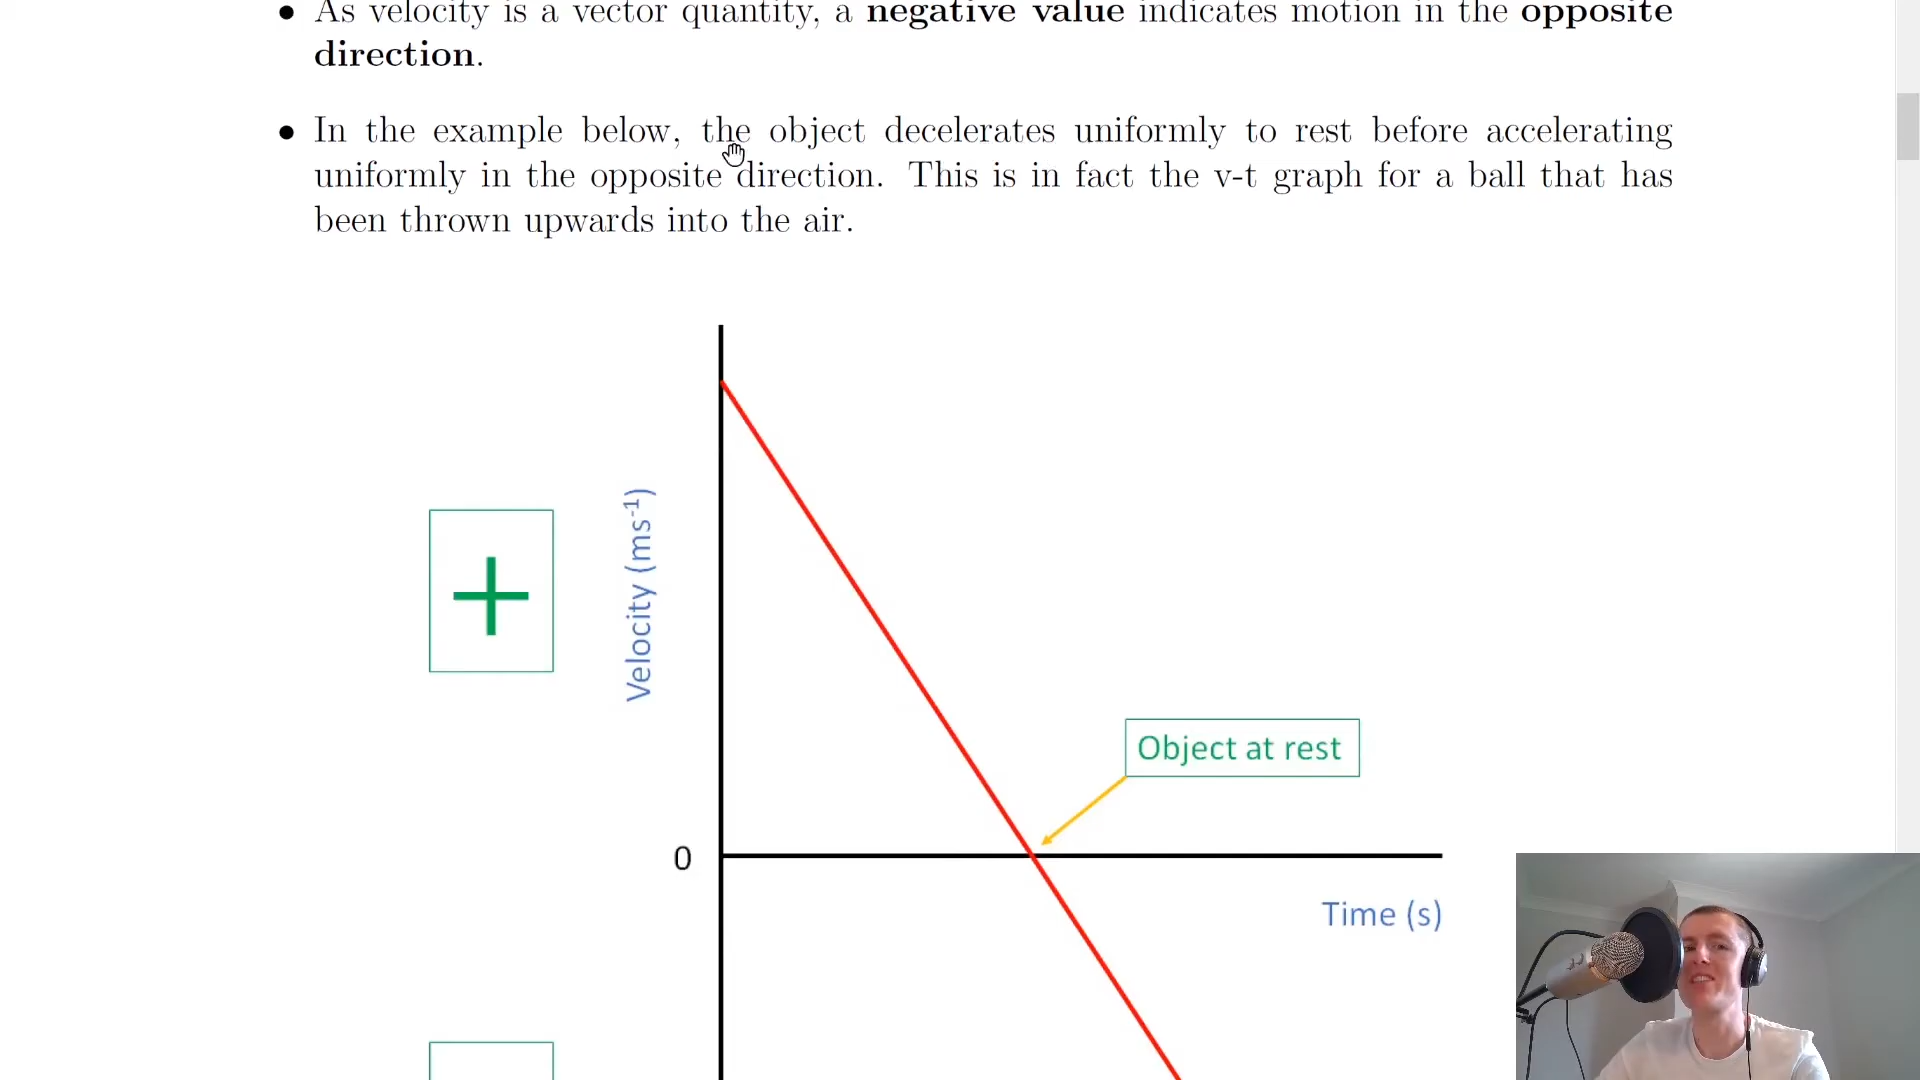 • As velocity is a vector quantity, a negative value indicates motion in the opposite
direction.
• In the example below, the object decelerates uniformly to rest before accelerating
uniformly in the opposite direction. This is in fact the v-t graph for a ball that has
been thrown upwards into the air.
+
Velocity (ms⁻¹)
Object at rest
0
Time (s)